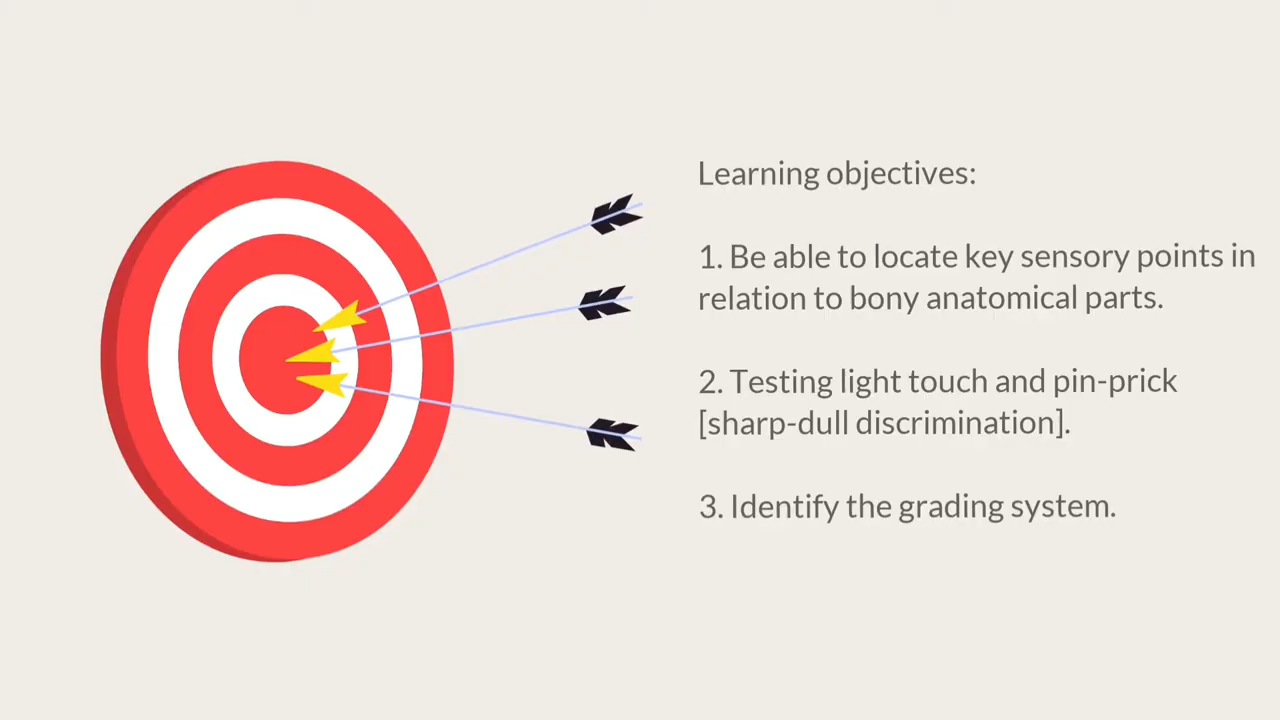 Learning objectives:
1. Be able to locate key sensory points in
relation to bony anatomical parts.
2. Testing light touch and pin-prick
[sharp-dull discrimination].
3. Identify the grading system.